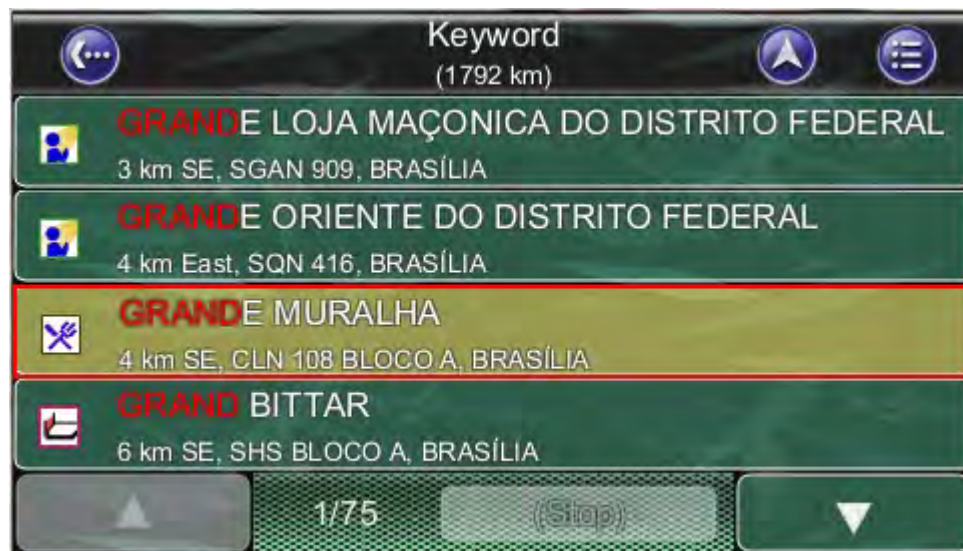 Keyword
(1792 km)
GRANDE LOJA MAÇONICA DO DISTRITO FEDERAL
3 km SE, SGAN 909, BRASÍLIA
GRANDE ORIENTE DO DISTRITO FEDERAL
4 km East, SQN 416, BRASÍLIA
GRANDE MURALHA
4 km SE, CLN 108 BLOCO A, BRASÍLIA
GRAND BITTAR
6 km SE, SHS BLOCO A, BRASÍLIA
1/75 (Stop)